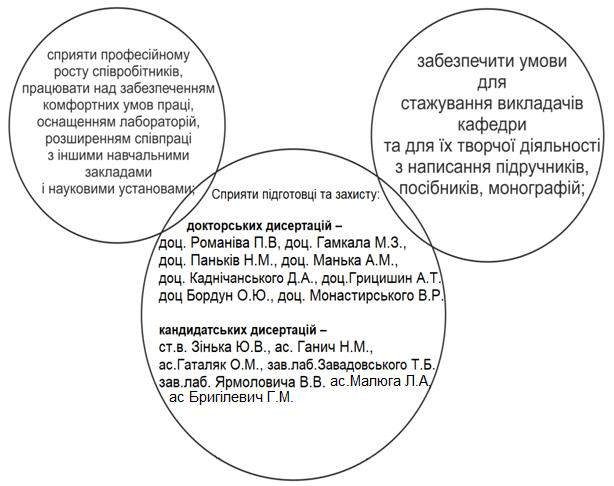 сприяти професійному
росту співробітників,
працювати над забезпеченням
комфортних умов праці,
оснащенням лабораторій,
розширенням співпраці
з іншими навчальними
закладами
і науковими установами;
забезпечити умови
для
стажування викладачів
кафедри
та для їх творчої діяльності
з написання підручників,
посібників, монографій;
Сприяти підготовці та захисту:
докторських дисертацій –
доц. Романіва П.В, доц. Гамкала М.З.,
доц. Паньків Н.М., доц. Манька А.М.,
доц. Каднічанського Д.А., доц.Грицишин А.Т.
доц Бордун О.Ю., доц. Монастирського В.Р.
кандидатських дисертацій –
ст.в. Зінька Ю.В., ас. Ганич Н.М.,
ас.Гаталяк О.М., зав.лаб.Завадовського Т.Б.
зав.лаб. Ярмоловича В.В. ас.Малюга Л.А.
ас Бригілевич Г.М.